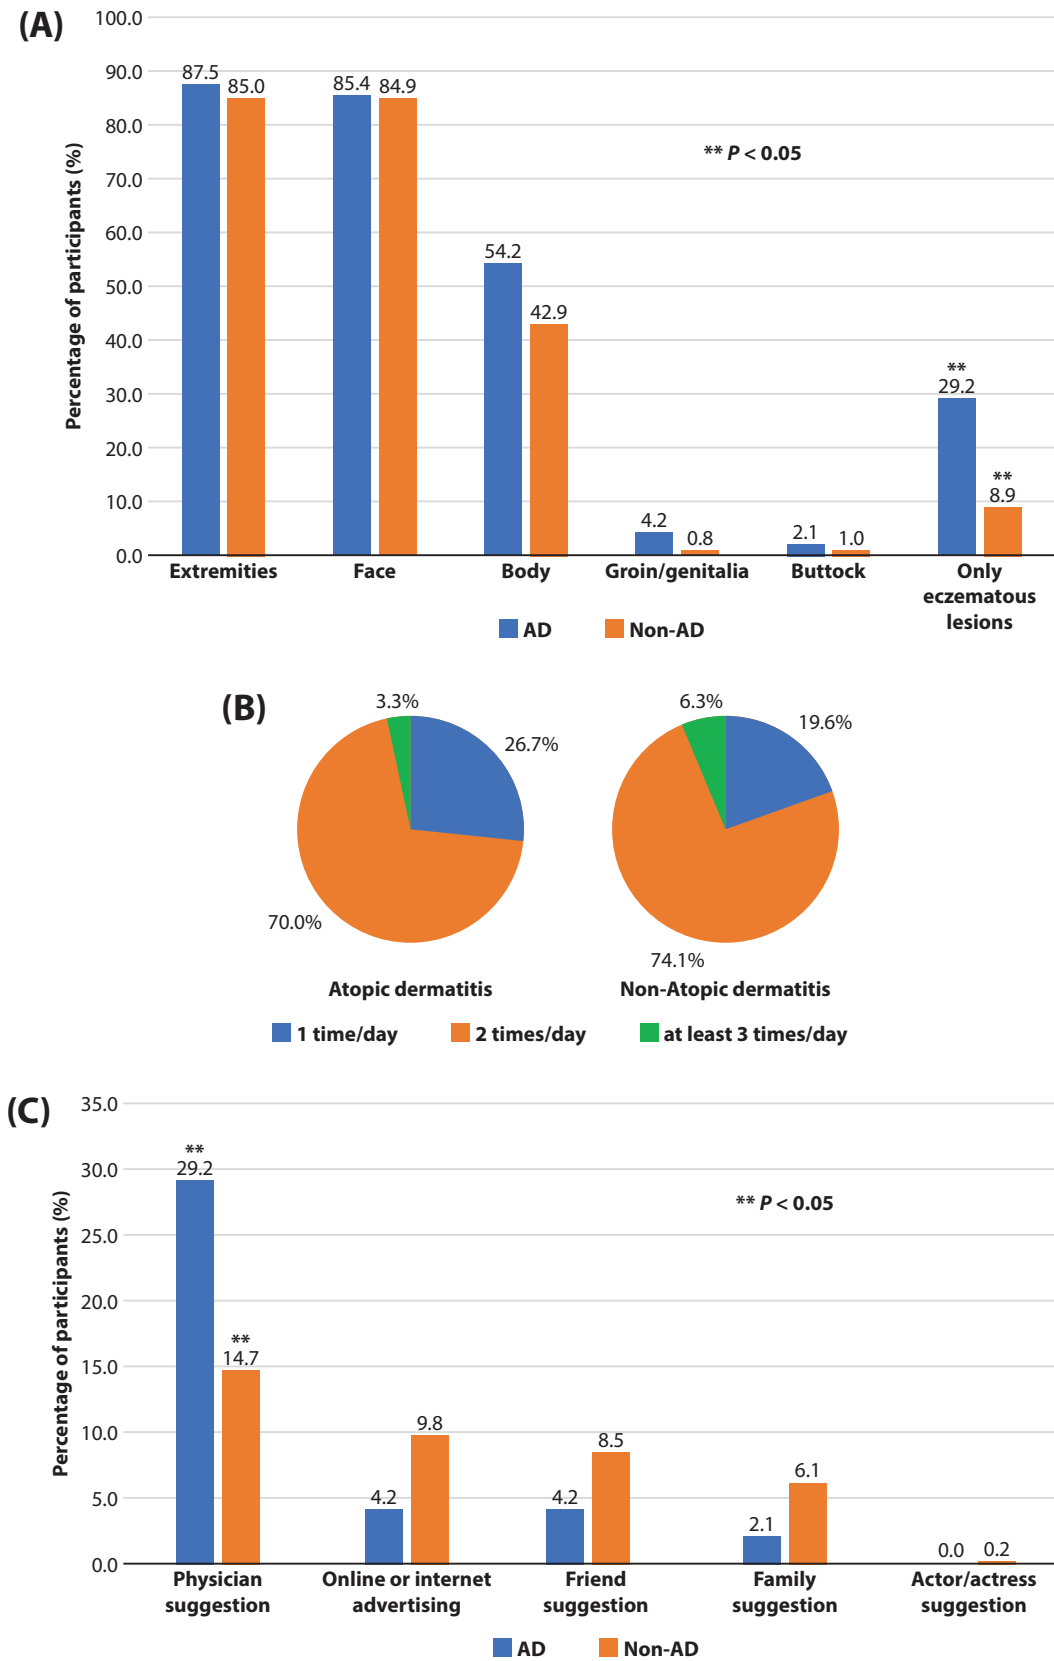 (A)
Percentage of participants (%)
100.0
90.0
80.0
70.0
60.0
50.0
40.0
30.0
20.0
10.0
0.0
** P < 0.05
87.5
85.0
85.4
84.9
54.2
42.9
4.2
0.8
2.1
1.0
**
29.2
**
8.9
Extremities
Face
Body
Groin/genitalia
Buttock
Only
eczematous
lesions
AD
Non-AD
(B)
3.3%
26.7%
70.0%
Atopic dermatitis
6.3%
19.6%
74.1%
Non-Atopic dermatitis
1 time/day
2 times/day
at least 3 times/day
(C)
Percentage of participants (%)
35.0
30.0
25.0
20.0
15.0
10.0
5.0
0.0
** P < 0.05
**
29.2
**
14.7
4.2
9.8
4.2
8.5
2.1
6.1
0.0
0.2
Physician
suggestion
Online or internet
advertising
Friend
suggestion
Family
suggestion
Actor/actress
suggestion
AD
Non-AD